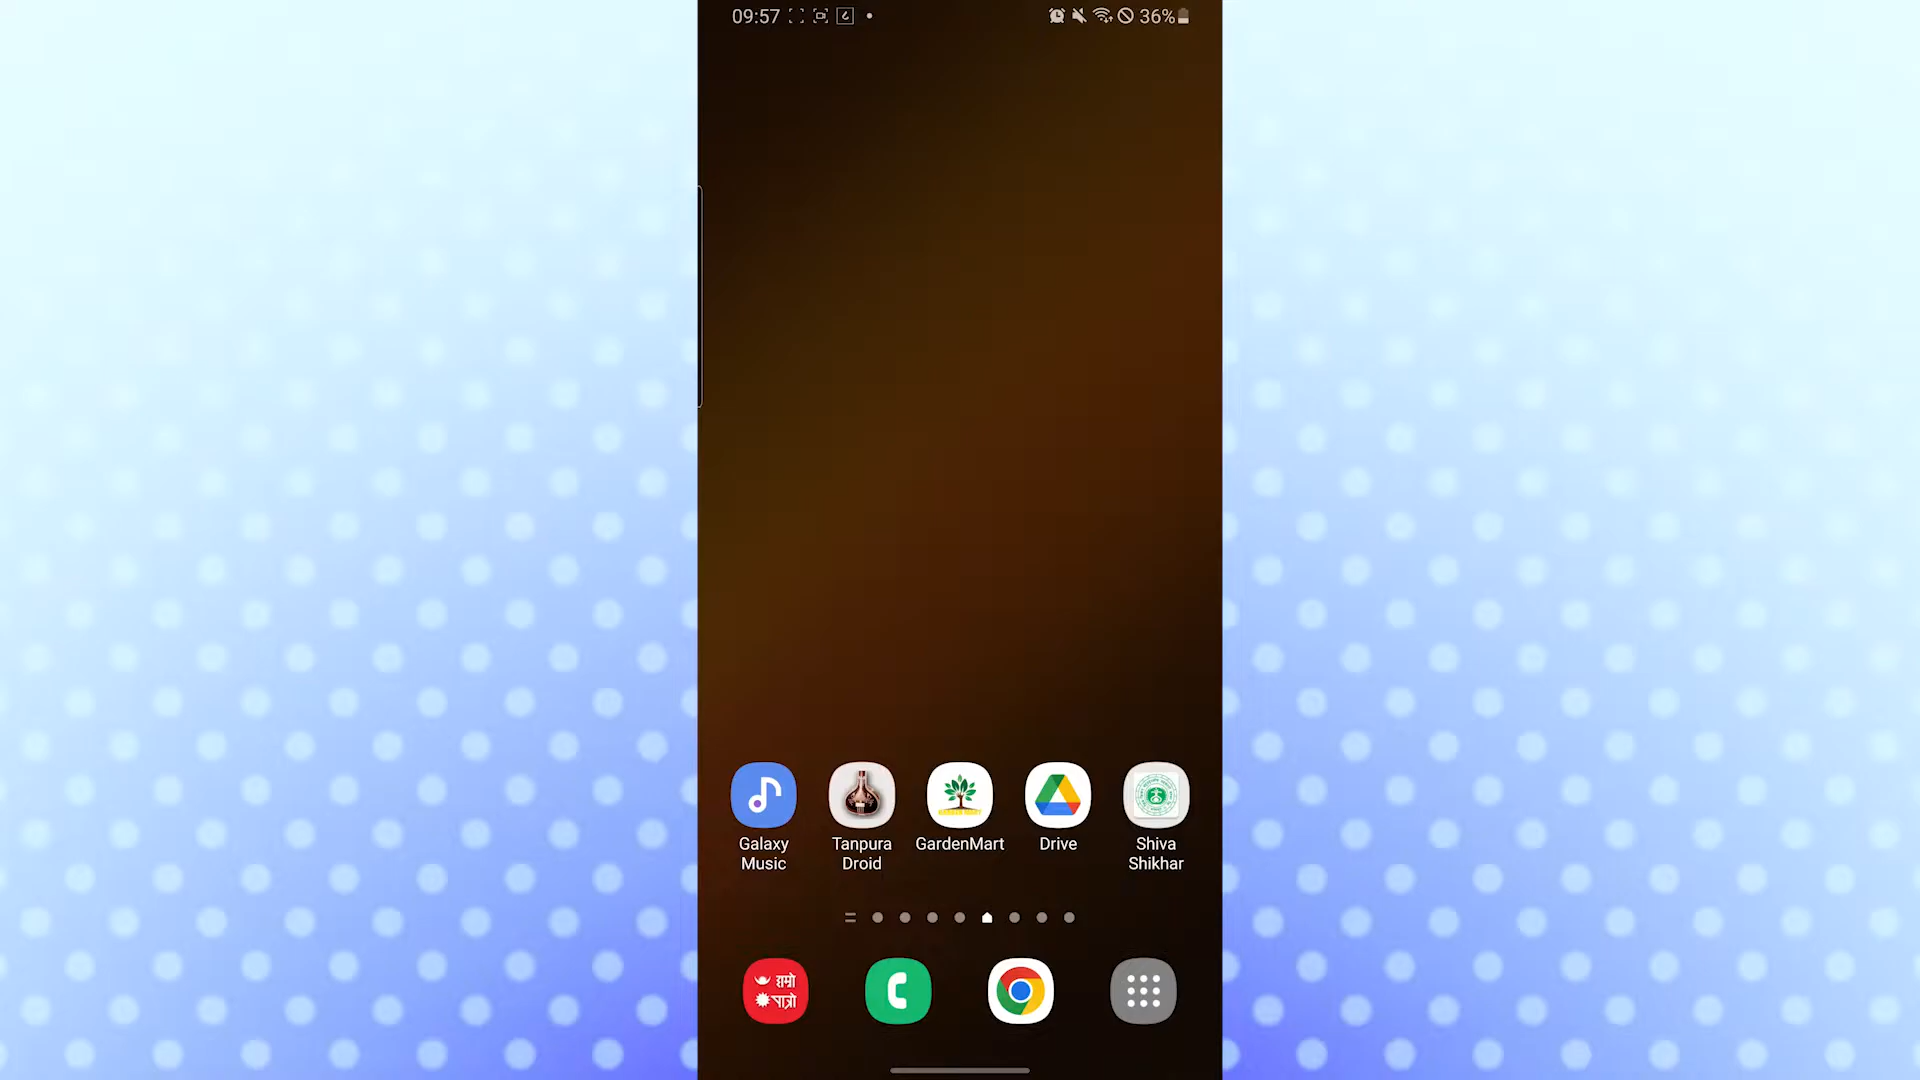 09:57
36%
Galaxy Music
Tanpura Droid
GardenMart
Drive
Shiva Shikhar
हाम्रो
पात्रो